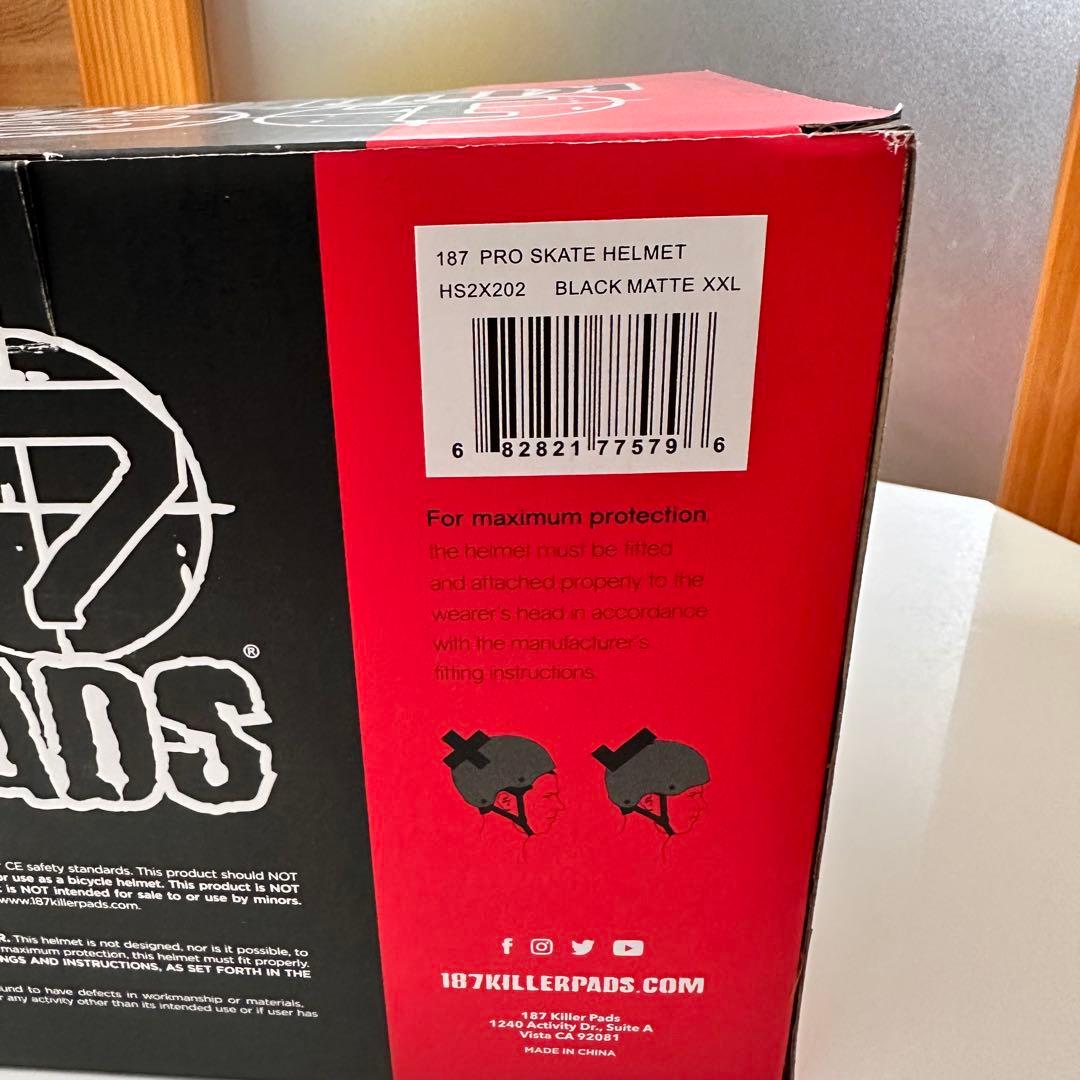 187 PRO SKATE HELMET
HS2X202 BLACK MATTE XXL
6 82821 77579 6
For maximum protection,
the helmet must be fitted
and attached properly to the
wearer's head in accordance
with the manufacturer's
fitting instructions.
7
ADS®
CE safety standards. This product should NOT
or use as a bicycle helmet. This product is NOT
is NOT intended for sale to or use by minors.
www.187killerpads.com.
R. This helmet is not designed, nor is it possible, to
maximum protection, this helmet must fit properly.
NGS AND INSTRUCTIONS, AS SET FORTH IN THE
und to have defects in workmanship or materials.
r any activity other than its intended use or if user has
187KILLERPADS.COM
187 Killer Pads
1240 Activity Dr., Suite A
Vista CA 92081
MADE IN CHINA